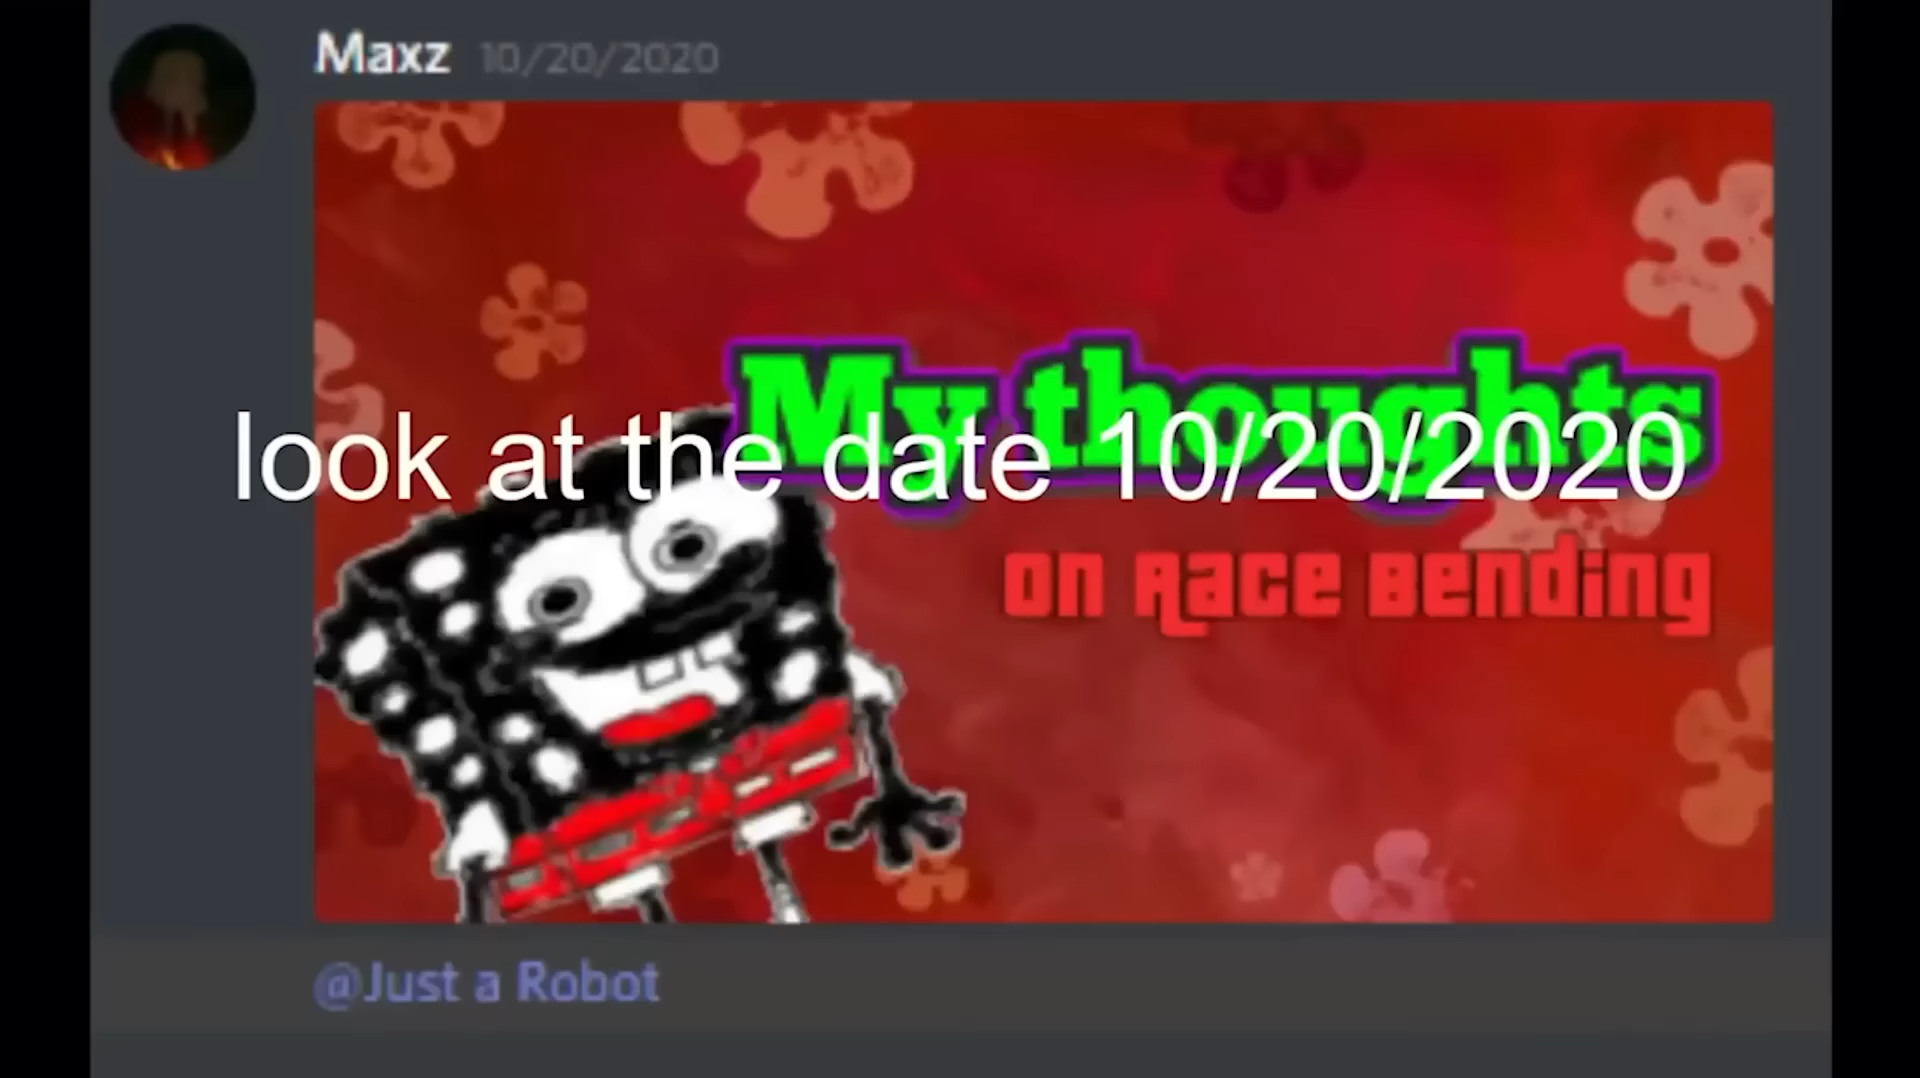 Maxz 10/20/2020
My thoughts
look at the date 10/20/2020
on Race Bending
@Just a Robot